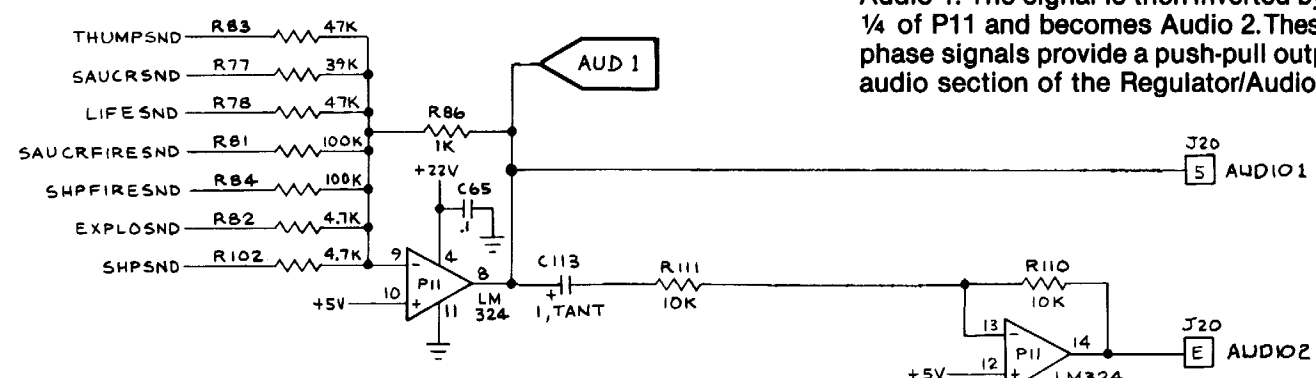 Audio 1. The signal is then inverted by
¼ of P11 and becomes Audio 2. Thes
phase signals provide a push-pull outp
audio section of the Regulator/Audio
THUMPSND R83 47K
SAUCRSND R77 39K
LIFESND R78 47K
SAUCRFIRESND R81 100K
SHPFIRESND R84 100K
EXPLOSND R82 4.7K
SHPSND R102 4.7K
AUD 1
R86
1K
+22V
C65
.1
9
-
4
P11
8
10
+
11
+5V
LM
324
C113
+
1, TANT
R111
10K
J20
5 AUDIO1
R110
10K
13
-
P11
14
12
+
+5V
LM324
J20
E AUDIO2